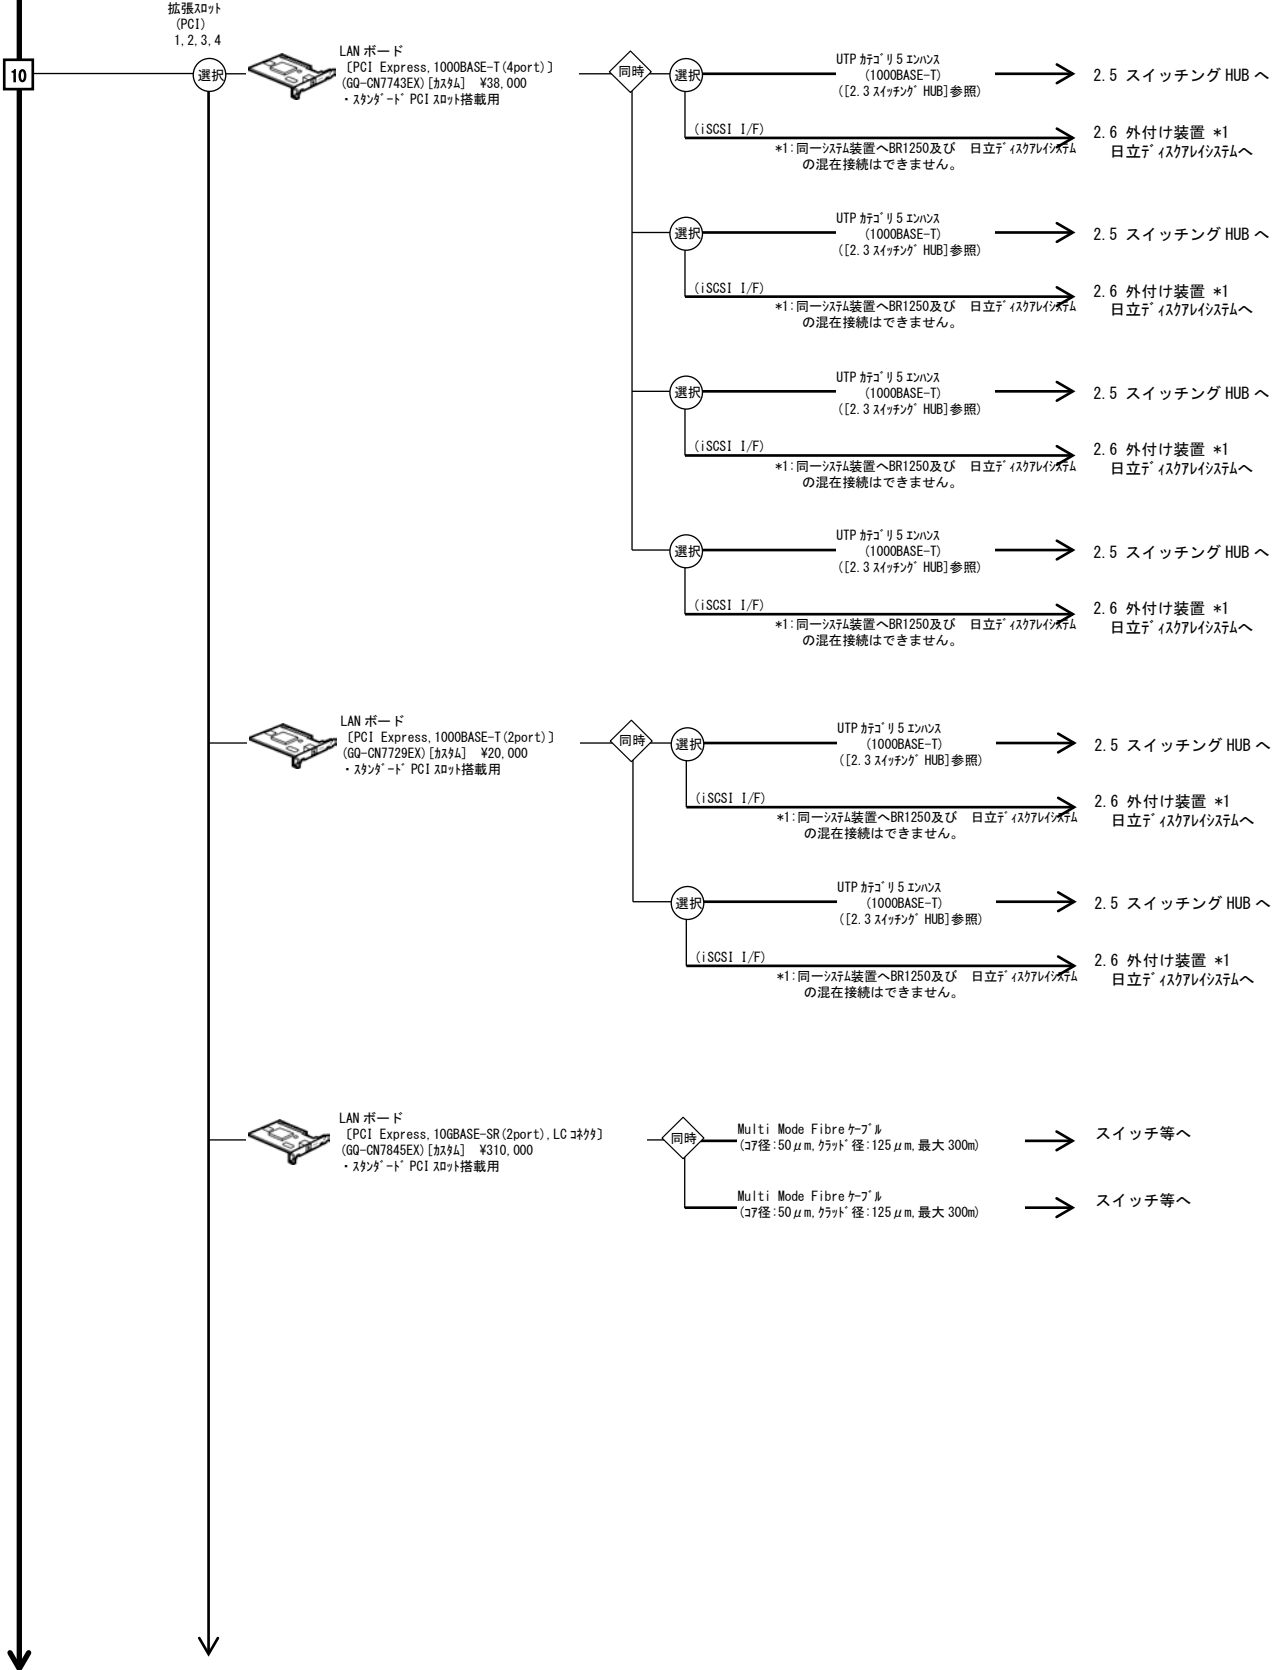 拡張ｽﾛｯﾄ
(PCI)
1,2,3,4
10
選択
LAN ボード
〔PCI Express,1000BASE-T(4port)〕
(GQ-CN7743EX)[ｶｽﾀﾑ] ¥38,000
・ｽﾀﾝﾀﾞｰﾄﾞ PCI ｽﾛｯﾄ搭載用
同時
選択
UTP ｶﾃｺﾞﾘ 5 ｴﾝﾊﾝｽ
(1000BASE-T)
([2.3 ｽｲｯﾁﾝｸﾞ HUB]参照)
2.5 スイッチング HUB へ
(iSCSI I/F)
*1:同一ｼｽﾃﾑ装置へBR1250及び 日立ﾃﾞｨｽｸｱﾚｲｼｽﾃﾑ
の混在接続はできません。
2.6 外付け装置 *1
日立ﾃﾞｨｽｸｱﾚｲｼｽﾃﾑへ
選択
UTP ｶﾃｺﾞﾘ 5 ｴﾝﾊﾝｽ
(1000BASE-T)
([2.3 ｽｲｯﾁﾝｸﾞ HUB]参照)
2.5 スイッチング HUB へ
(iSCSI I/F)
*1:同一ｼｽﾃﾑ装置へBR1250及び 日立ﾃﾞｨｽｸｱﾚｲｼｽﾃﾑ
の混在接続はできません。
2.6 外付け装置 *1
日立ﾃﾞｨｽｸｱﾚｲｼｽﾃﾑへ
選択
UTP ｶﾃｺﾞﾘ 5 ｴﾝﾊﾝｽ
(1000BASE-T)
([2.3 ｽｲｯﾁﾝｸﾞ HUB]参照)
2.5 スイッチング HUB へ
(iSCSI I/F)
*1:同一ｼｽﾃﾑ装置へBR1250及び 日立ﾃﾞｨｽｸｱﾚｲｼｽﾃﾑ
の混在接続はできません。
2.6 外付け装置 *1
日立ﾃﾞｨｽｸｱﾚｲｼｽﾃﾑへ
選択
UTP ｶﾃｺﾞﾘ 5 ｴﾝﾊﾝｽ
(1000BASE-T)
([2.3 ｽｲｯﾁﾝｸﾞ HUB]参照)
2.5 スイッチング HUB へ
(iSCSI I/F)
*1:同一ｼｽﾃﾑ装置へBR1250及び 日立ﾃﾞｨｽｸｱﾚｲｼｽﾃﾑ
の混在接続はできません。
2.6 外付け装置 *1
日立ﾃﾞｨｽｸｱﾚｲｼｽﾃﾑへ
LAN ボード
〔PCI Express,1000BASE-T(2port)〕
(GQ-CN7729EX)[ｶｽﾀﾑ] ¥20,000
・ｽﾀﾝﾀﾞｰﾄﾞ PCI ｽﾛｯﾄ搭載用
同時
選択
UTP ｶﾃｺﾞﾘ 5 ｴﾝﾊﾝｽ
(1000BASE-T)
([2.3 ｽｲｯﾁﾝｸﾞ HUB]参照)
2.5 スイッチング HUB へ
(iSCSI I/F)
*1:同一ｼｽﾃﾑ装置へBR1250及び 日立ﾃﾞｨｽｸｱﾚｲｼｽﾃﾑ
の混在接続はできません。
2.6 外付け装置 *1
日立ﾃﾞｨｽｸｱﾚｲｼｽﾃﾑへ
選択
UTP ｶﾃｺﾞﾘ 5 ｴﾝﾊﾝｽ
(1000BASE-T)
([2.3 ｽｲｯﾁﾝｸﾞ HUB]参照)
2.5 スイッチング HUB へ
(iSCSI I/F)
*1:同一ｼｽﾃﾑ装置へBR1250及び 日立ﾃﾞｨｽｸｱﾚｲｼｽﾃﾑ
の混在接続はできません。
2.6 外付け装置 *1
日立ﾃﾞｨｽｸｱﾚｲｼｽﾃﾑへ
LAN ボード
〔PCI Express,10GBASE-SR(2port),LC ｺﾈｸﾀ〕
(GQ-CN7845EX)[ｶｽﾀﾑ] ¥310,000
・ｽﾀﾝﾀﾞｰﾄﾞ PCI ｽﾛｯﾄ搭載用
同時
Multi Mode Fibre ｹｰﾌﾞﾙ
(ｺｱ径:50μm,ｸﾗｯﾄﾞ径:125μm,最大 300m)
スイッチ等へ
Multi Mode Fibre ｹｰﾌﾞﾙ
(ｺｱ径:50μm,ｸﾗｯﾄﾞ径:125μm,最大 300m)
スイッチ等へ